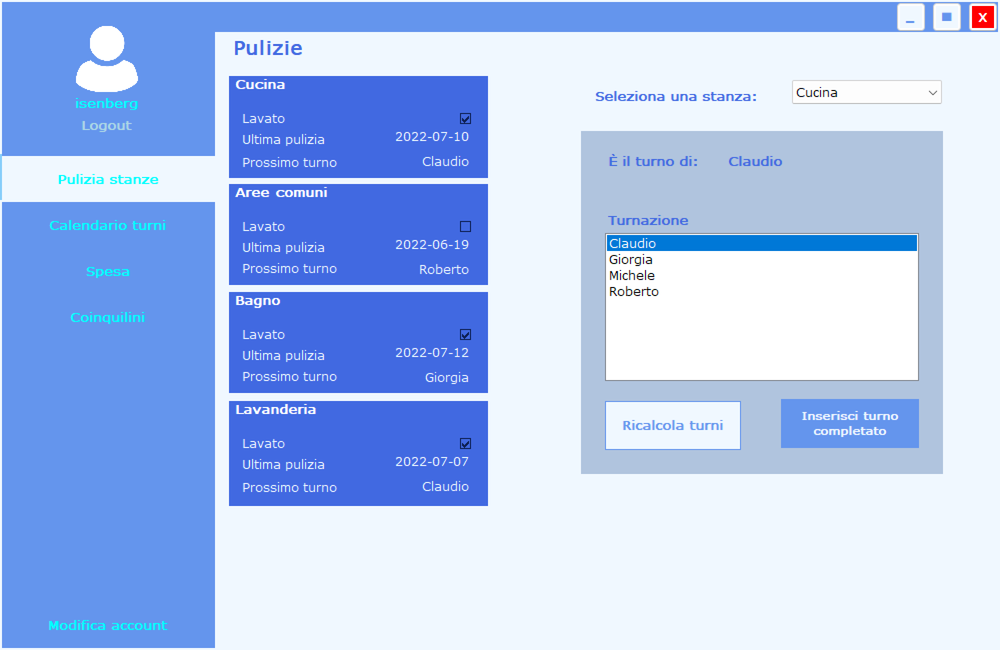 isenberg
Logout
Pulizia stanze
Calendario turni
Spesa
Coinquilini
Modifica account
X
Pulizie
Cucina
Lavato
Ultima pulizia 2022-07-10
Prossimo turno Claudio
Aree comuni
Lavato
Ultima pulizia 2022-06-19
Prossimo turno Roberto
Bagno
Lavato
Ultima pulizia 2022-07-12
Prossimo turno Giorgia
Lavanderia
Lavato
Ultima pulizia 2022-07-07
Prossimo turno Claudio
Seleziona una stanza: Cucina
È il turno di: Claudio
Turnazione
Claudio
Giorgia
Michele
Roberto
Ricalcola turni
Inserisci turno
completato